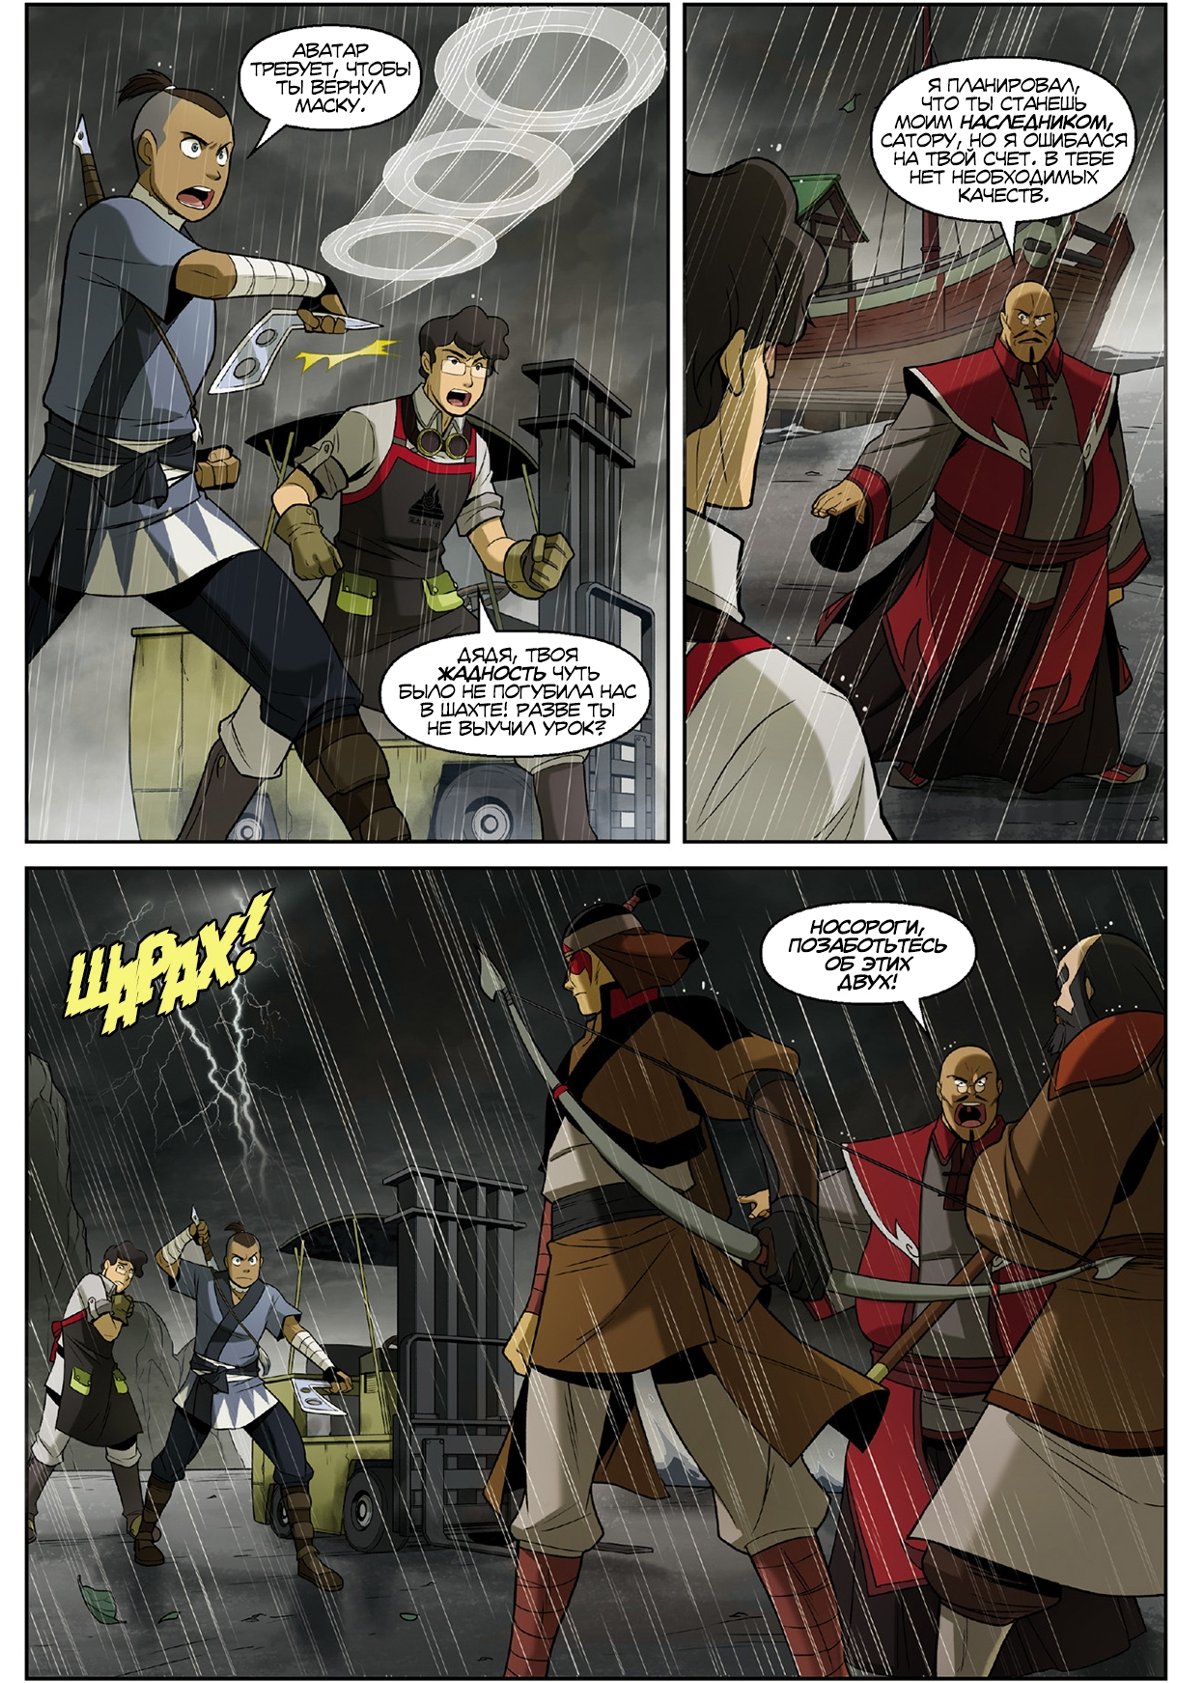 АВАТАР
ТРЕБУЕТ, ЧТОБЫ
ТЫ ВЕРНУЛ
МАСКУ.
ДЯДЯ, ТВОЯ
ЖАДНОСТЬ ЧУТЬ
БЫЛО НЕ ПОГУБИЛА НАС
В ШАХТЕ! РАЗВЕ ТЫ
НЕ ВЫУЧИЛ УРОК?
Я ПЛАНИРОВАЛ,
ЧТО ТЫ СТАНЕШЬ
МОИМ НАСЛЕДНИКОМ,
САТОРУ, НО Я ОШИБАЛСЯ
НА ТВОЙ СЧЕТ. В ТЕБЕ
НЕТ НЕОБХОДИМЫХ
КАЧЕСТВ.
ШАРАХ!
НОСОРОГИ,
ПОЗАБОТЬТЕСЬ
ОБ ЭТИХ
ДВУХ!